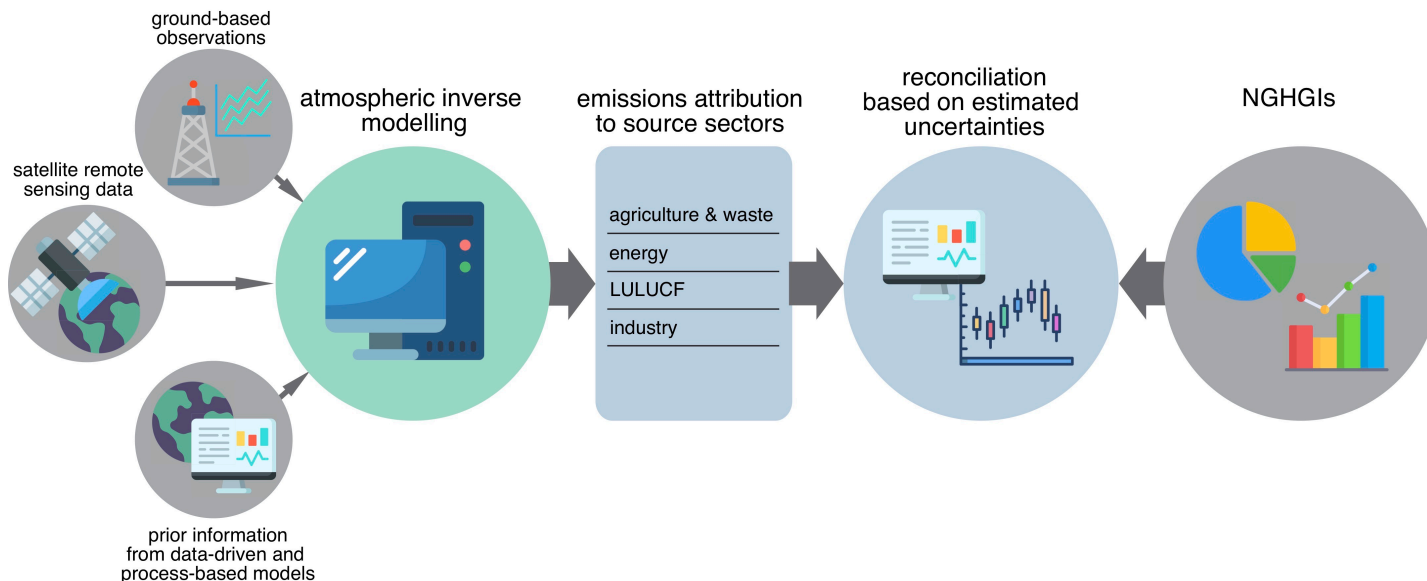 ground-based
observations
satellite remote
sensing data
prior information
from data-driven and
process-based models
atmospheric inverse
modelling
emissions attribution
to source sectors
agriculture & waste
energy
LULUCF
industry
reconciliation
based on estimated
uncertainties
NGHGIs